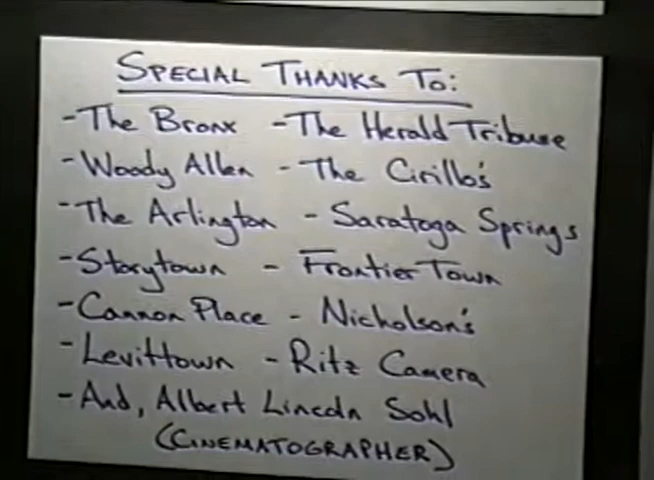 SPECIAL THANKS TO:
-The Bronx -The Herald Tribune
-Woody Allen -The Cirillo's
-The Arlington -Saratoga Springs
-Storytown -Frontier Town
-Cannon Place -Nicholson's
-Levittown -Ritz Camera
-And, Albert Lincoln Sohl
(CINEMATOGRAPHER)